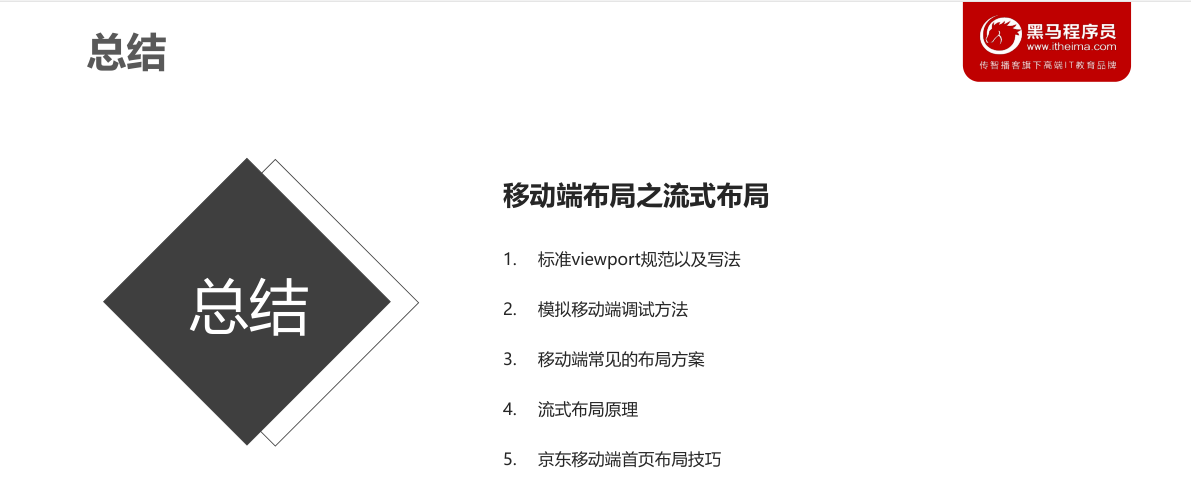 总结
黑马程序员
www.itheima.com
传智播客旗下高端IT教育品牌
总结
移动端布局之流式布局
1. 标准viewport规范以及写法
2. 模拟移动端调试方法
3. 移动端常见的布局方案
4. 流式布局原理
5. 京东移动端首页布局技巧